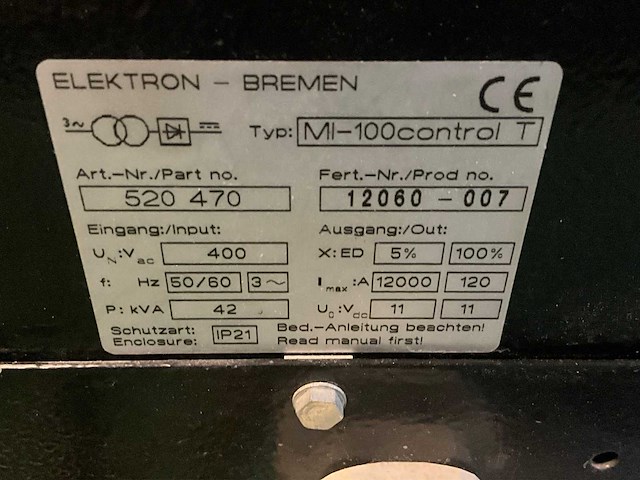 ELEKTRON - BREMEN
CE
3~ Typ: MI-100control T
Art.-Nr./Part no. Fert.-Nr./Prod no.
520 470 12060 - 007
Eingang:/Input: Ausgang:/Out:
UN:Vac 400 X:ED 5% 100%
f: Hz 50/60 3~ Imax:A 12000 120
P: kVA 42 U0:Vdc 11 11
Schutzart: Enclosure: IP21 Bed.-Anleitung beachten!
Read manual first!